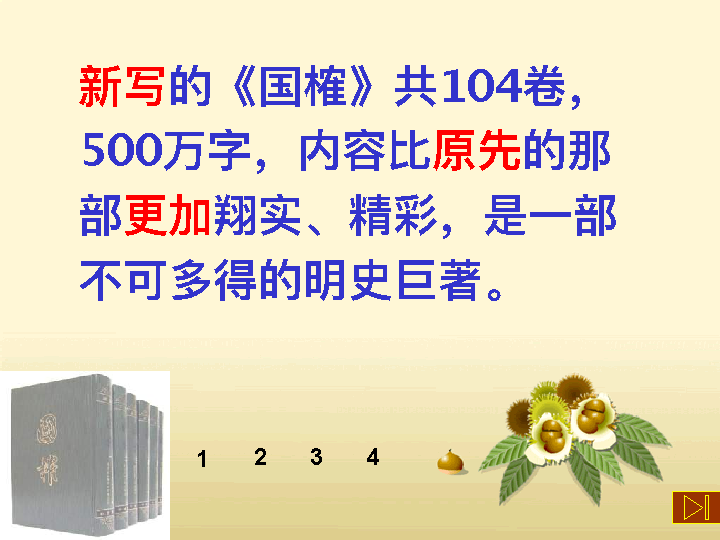 新写的《国榷》共104卷，
500万字，内容比原先的那
部更加翔实、精彩，是一部
不可多得的明史巨著。
国榷
1 2 3 4